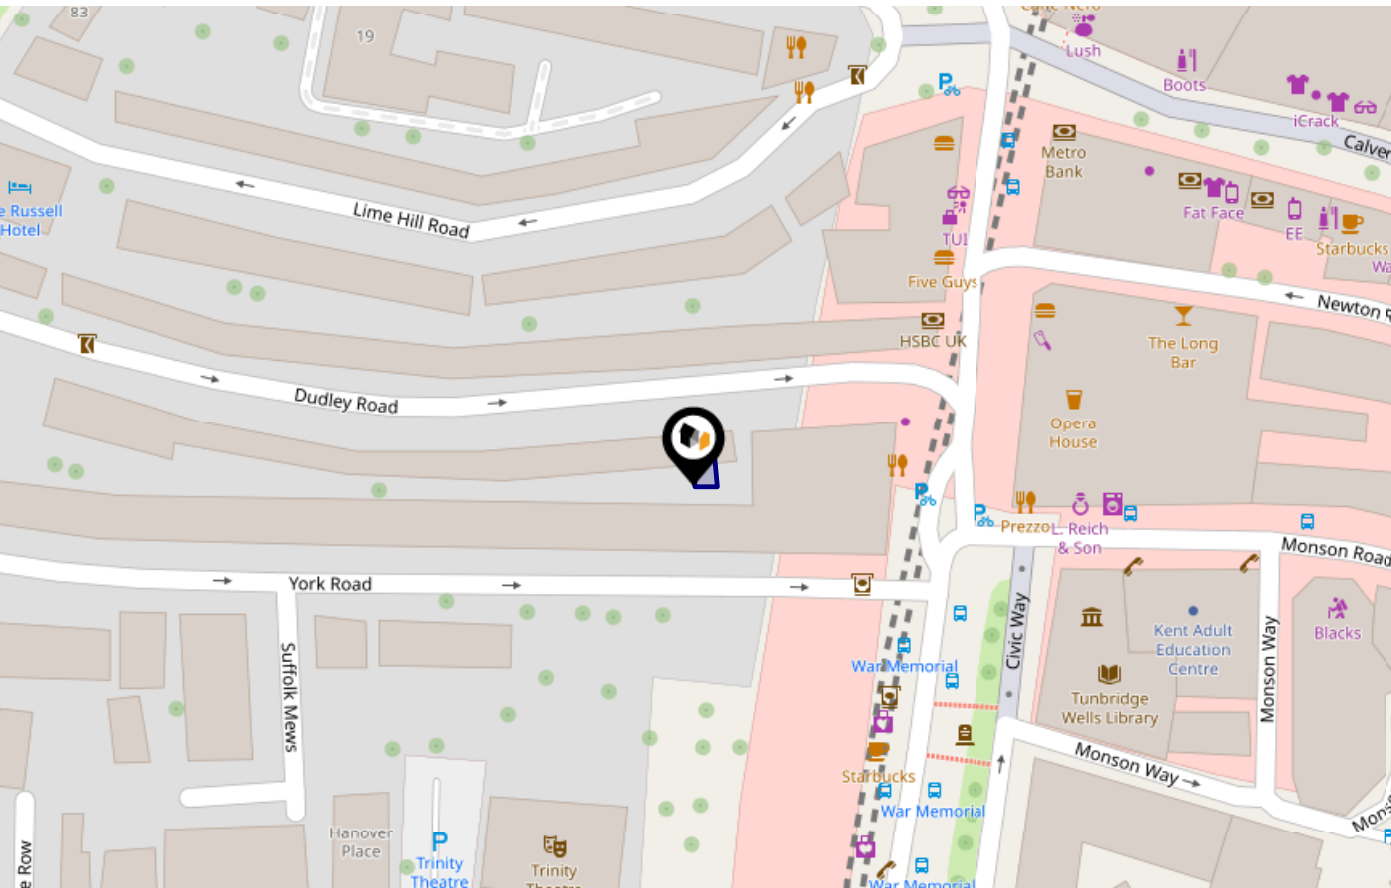 83
19
Lush
Boots
iCrack
Metro
Bank
Fat Face
EE
Starbucks
TUI
Five Guys
Lime Hill Road
Russell
Hotel
Newton
HSBC UK
The Long
Bar
Dudley Road
Opera
House
Prezzo
L. Reich
& Son
Monson Road
York Road
Suffolk Mews
Civic Way
War Memorial
Kent Adult
Education
Centre
Blacks
Tunbridge
Wells Library
Monson Way
Monson Way
Starbucks
War Memorial
Hanover
Place
P
Trinity
Theatre
Trinity
War Memorial
Row